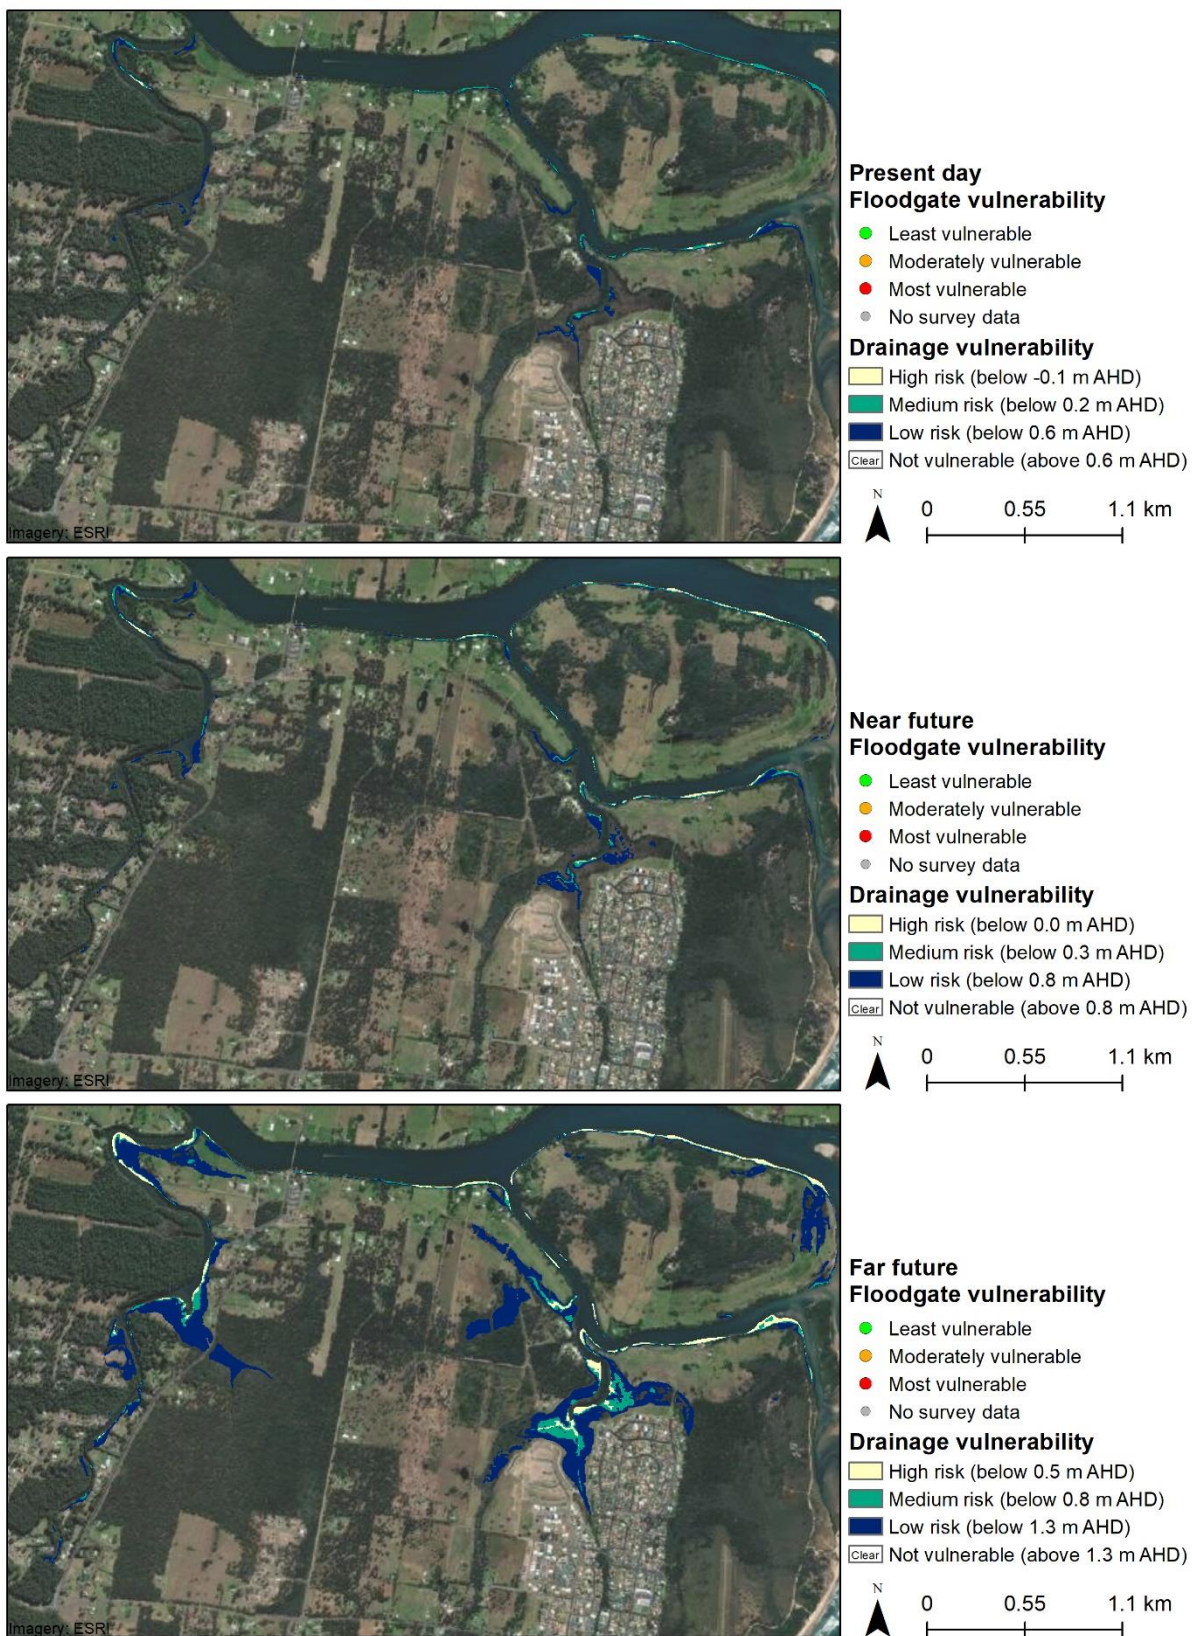 Present day
Floodgate vulnerability
Least vulnerable
Moderately vulnerable
Most vulnerable
No survey data
Drainage vulnerability
High risk (below -0.1 m AHD)
Medium risk (below 0.2 m AHD)
Low risk (below 0.6 m AHD)
Clear Not vulnerable (above 0.6 m AHD)
N
0 0.55 1.1 km
Imagery: ESRI
Near future
Floodgate vulnerability
Least vulnerable
Moderately vulnerable
Most vulnerable
No survey data
Drainage vulnerability
High risk (below 0.0 m AHD)
Medium risk (below 0.3 m AHD)
Low risk (below 0.8 m AHD)
Clear Not vulnerable (above 0.8 m AHD)
N
0 0.55 1.1 km
Imagery: ESRI
Far future
Floodgate vulnerability
Least vulnerable
Moderately vulnerable
Most vulnerable
No survey data
Drainage vulnerability
High risk (below 0.5 m AHD)
Medium risk (below 0.8 m AHD)
Low risk (below 1.3 m AHD)
Clear Not vulnerable (above 1.3 m AHD)
N
0 0.55 1.1 km
Imagery: ESRI